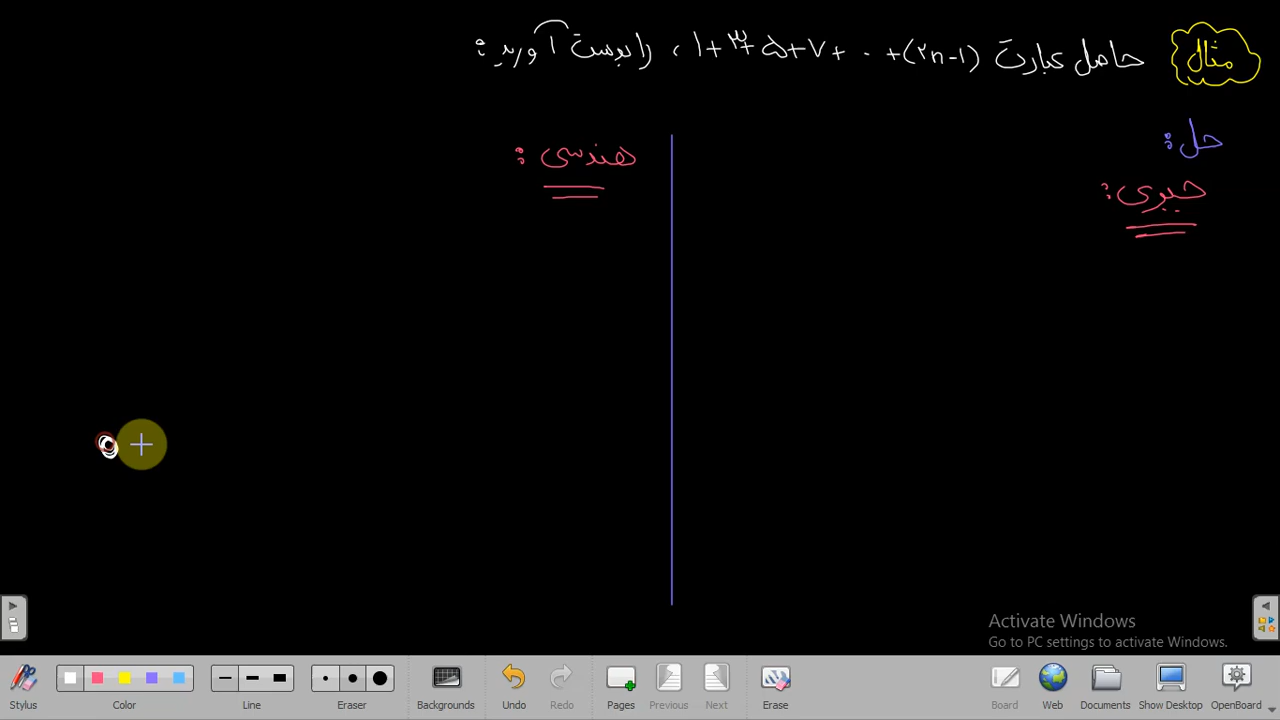 مثال
حاصل عبارت (۲n-۱) + ۰۰ + ۷ + ۵ + ۳ + ۱ ، را بدست آورید :
حل :
جبری :
هندسی :
Activate Windows
Go to PC settings to activate Windows.
Stylus Color Line Eraser Backgrounds Undo Redo Pages Previous Next Erase Board Web Documents Show Desktop OpenBoard